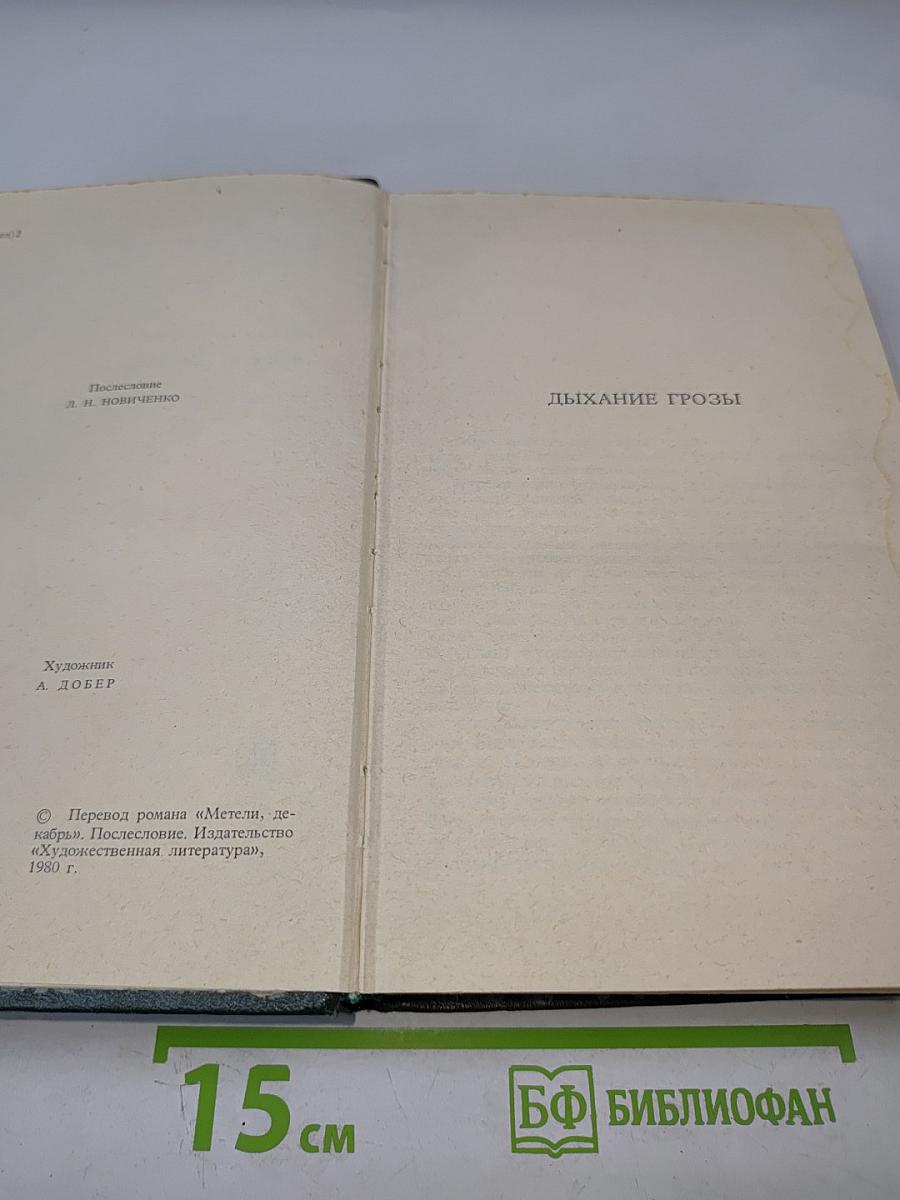 Послесловие
Л. Н. НОВИЧЕНКО
Художник
А. ДОБЕР
© Перевод романа «Метели, де-
кабрь». Послесловие. Издательство
«Художественная литература»,
1980 г.
ДЫХАНИЕ ГРОЗЫ
15 см
БФ БИБЛИОФАН